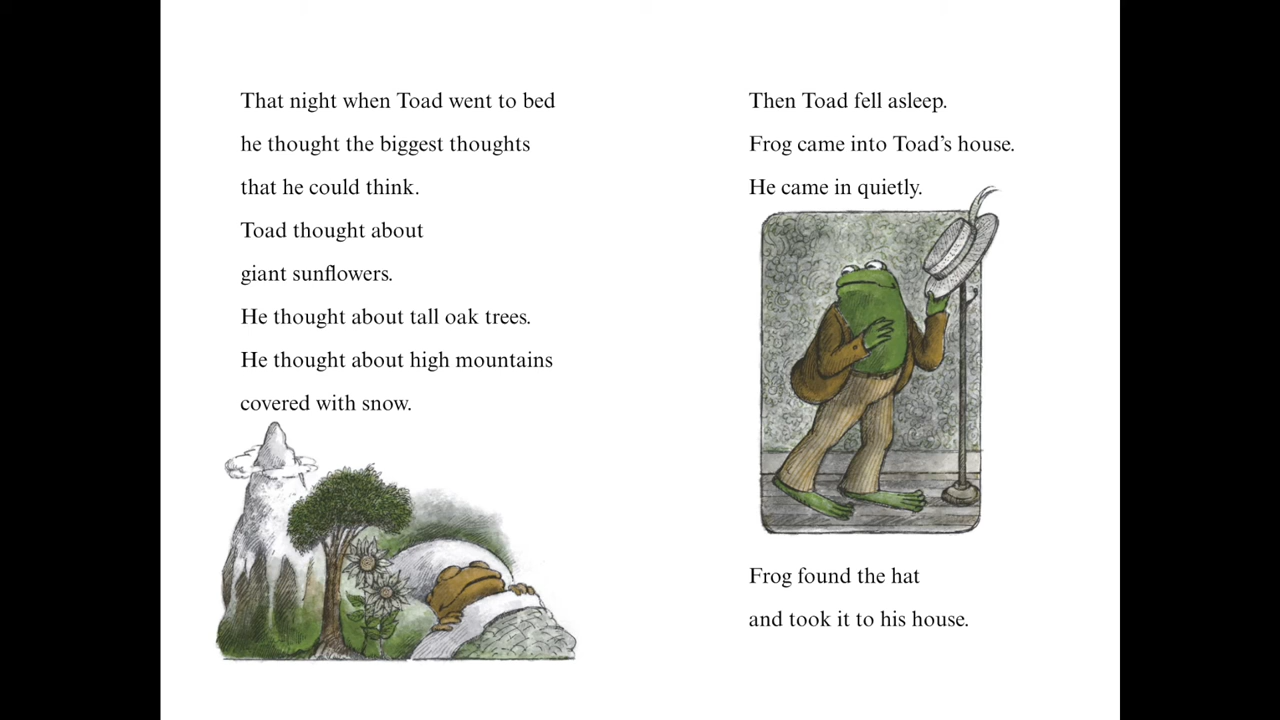 That night when Toad went to bed
he thought the biggest thoughts
that he could think.
Toad thought about
giant sunflowers.
He thought about tall oak trees.
He thought about high mountains
covered with snow.
Then Toad fell asleep.
Frog came into Toad’s house.
He came in quietly.
Frog found the hat
and took it to his house.